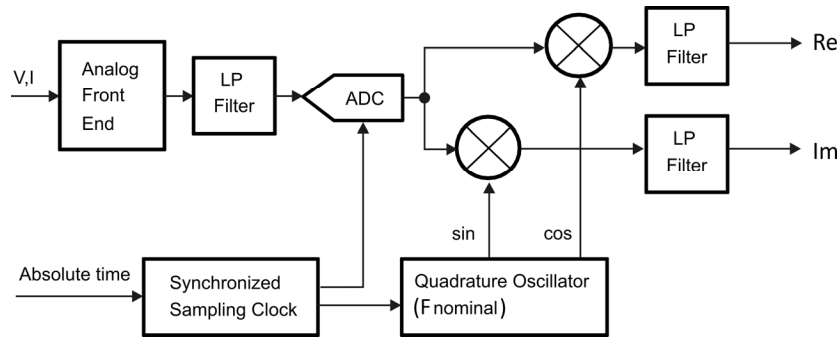 V,I
Analog
Front
End
LP
Filter
ADC
LP
Filter
Re
LP
Filter
Im
sin
cos
Absolute time
Synchronized
Sampling Clock
Quadrature Oscillator
(Fnominal)